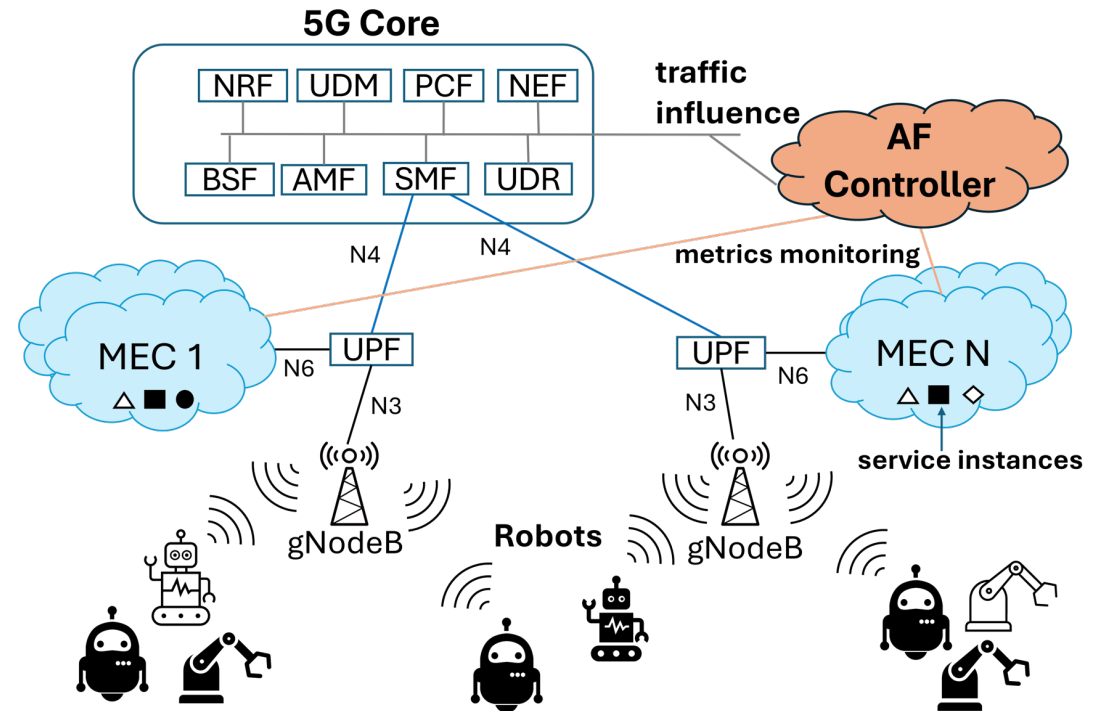 5G Core
NRF UDM PCF NEF
BSF AMF SMF UDR
traffic
influence
AF
Controller
N4 N4
metrics monitoring
MEC 1
UPF
N6
N3
UPF
N6
N3
MEC N
service instances
gNodeB
Robots
gNodeB